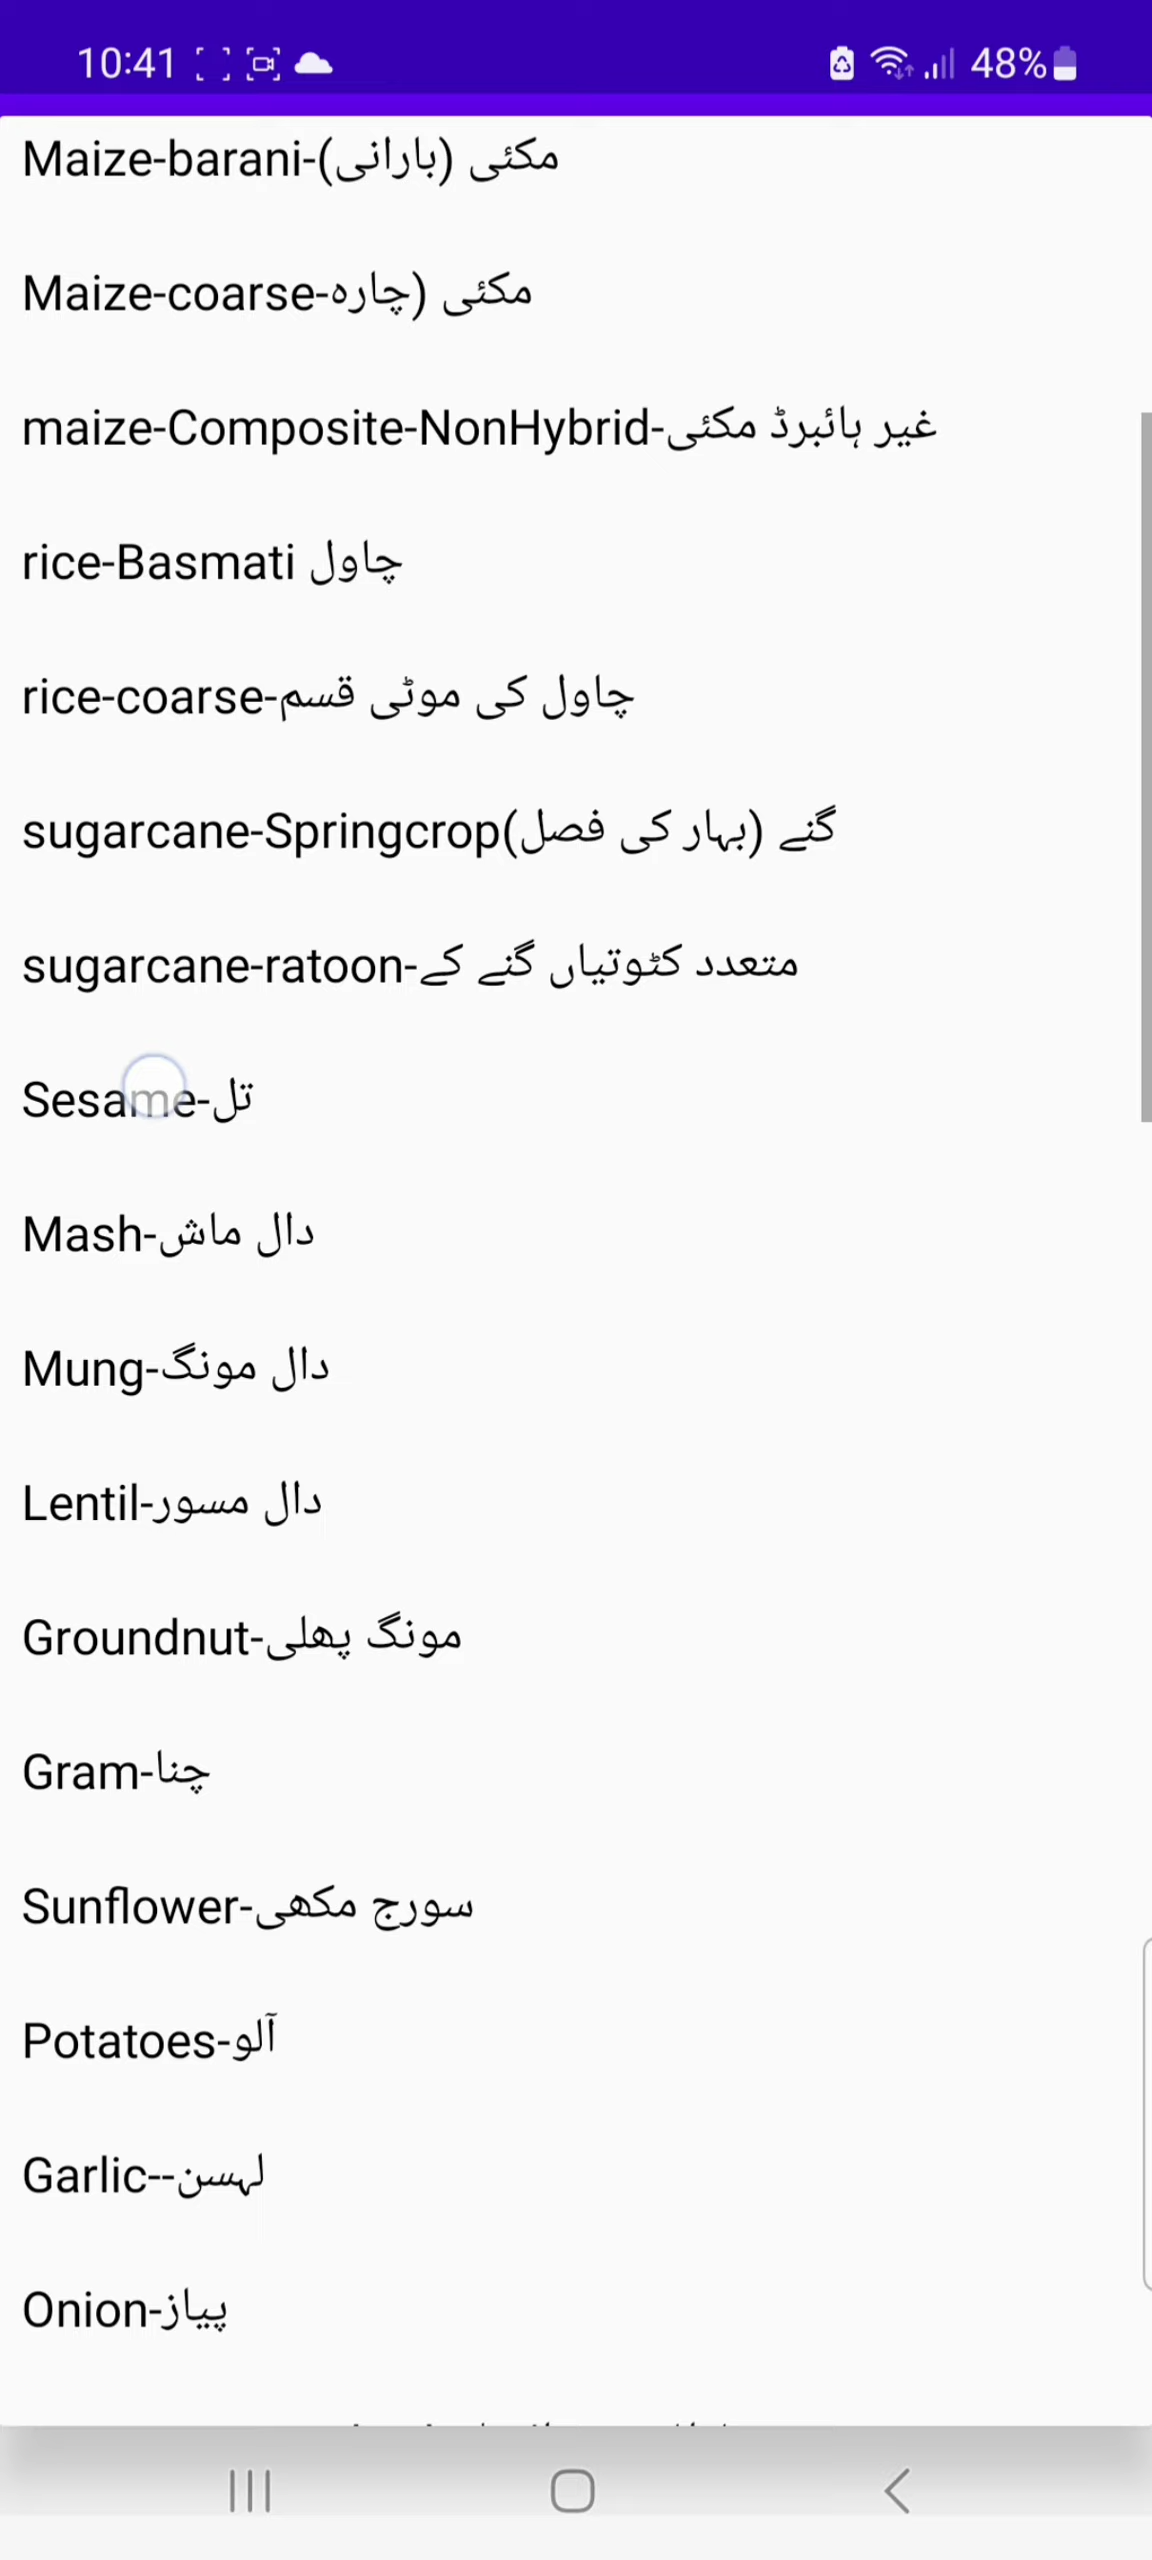 10:41 48%
Maize-barani-مکئی (بارانی)
Maize-coarse-مکئی (چارہ
maize-Composite-NonHybrid-غیر ہائبرڈ مکئی
rice-Basmati چاول
rice-coarse-چاول کی موٹی قسم
sugarcane-Springcrop(گنے (بہار کی فصل
sugarcane-ratoon-متعدد کٹوتیاں گنے کے
Sesame-تل
Mash-دال ماش
Mung-دال مونگ
Lentil-دال مسور
Groundnut-مونگ پھلی
Gram-چنا
Sunflower-سورج مکھی
Potatoes-آلو
Garlic--لہسن
Onion-پیاز